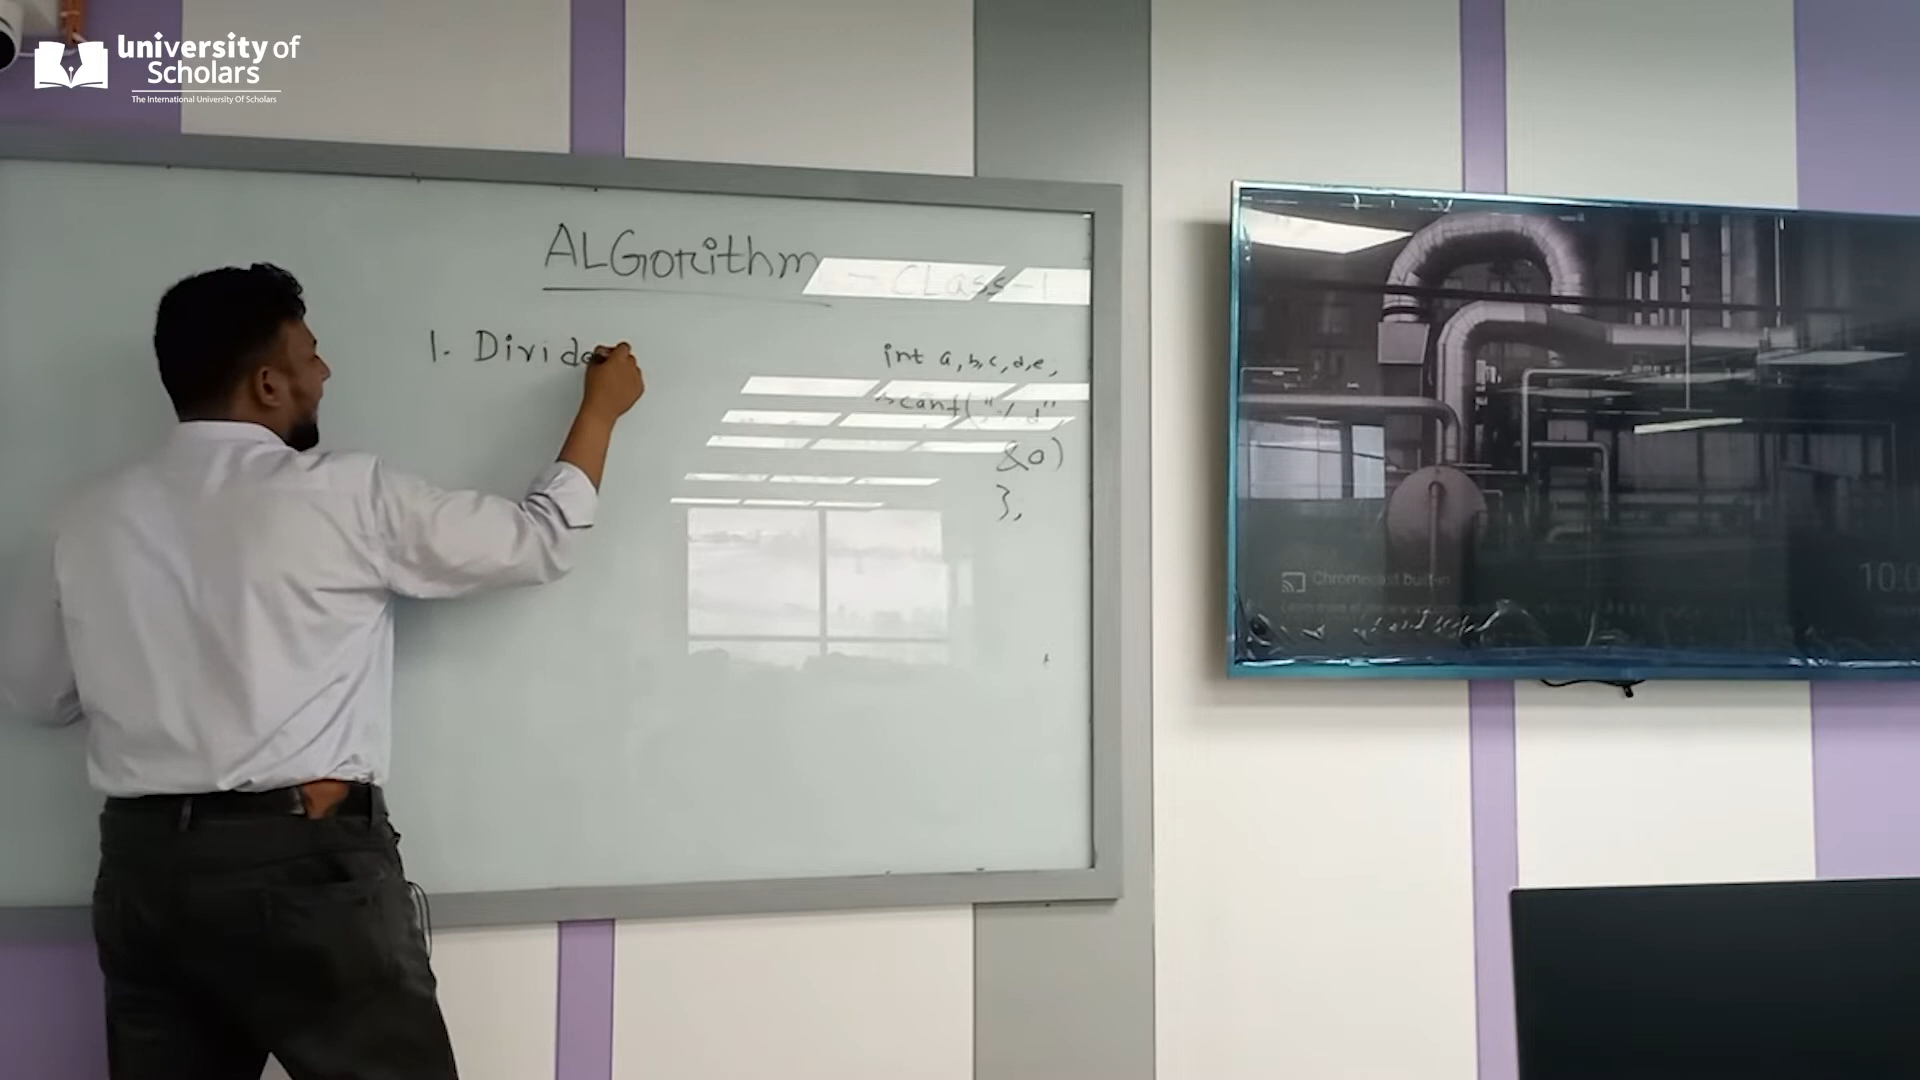 University of
Scholars
The International University Of Scholars
ALGorithm - CLass-1
1. Divide
int a,b,c,d,e,
scanf("%d"
&a)
},
Chromecast built-in
10:0